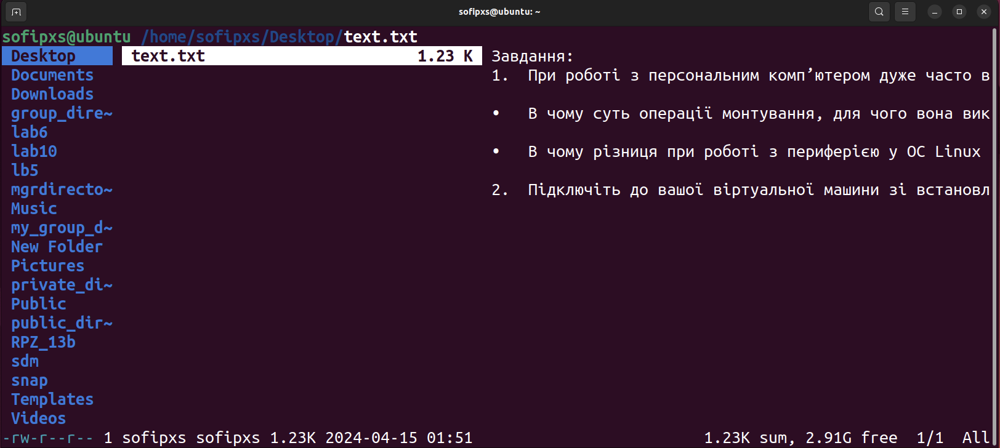 sofipxs@ubuntu: ~
sofipxs@ubuntu /home/sofipxs/Desktop/text.txt
Desktop
Documents
Downloads
group_dire~
lab6
lab10
lb5
mgrdirecto~
Music
my_group_d~
New Folder
Pictures
private_di~
Public
public_dir~
RPZ_13b
sdm
snap
Templates
Videos
text.txt 1.23 K
Завдання:
1. При роботі з персональним комп’ютером дуже часто в
• В чому суть операції монтування, для чого вона вик
• В чому різниця при роботі з периферією у ОС Linux
2. Підключіть до вашої віртуальної машини зі встановл
-rw-r--r-- 1 sofipxs sofipxs 1.23K 2024-04-15 01:51 1.23K sum, 2.91G free 1/1 All